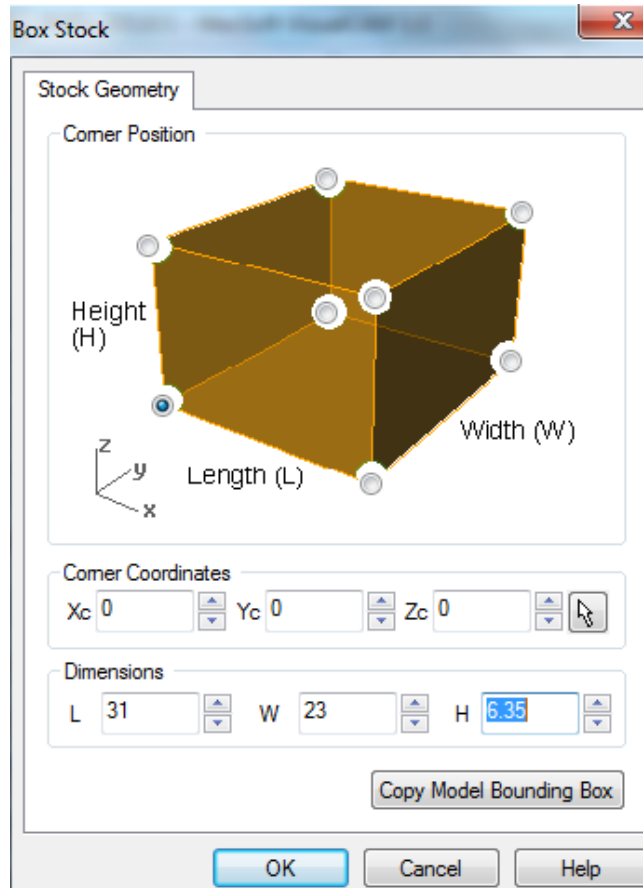 Box Stock
Stock Geometry
Corner Position
Height
(H)
Width (W)
Length (L)
z
y
x
Corner Coordinates
Xc 0 Yc 0 Zc 0
Dimensions
L 31 W 23 H 6.35
Copy Model Bounding Box
OK Cancel Help